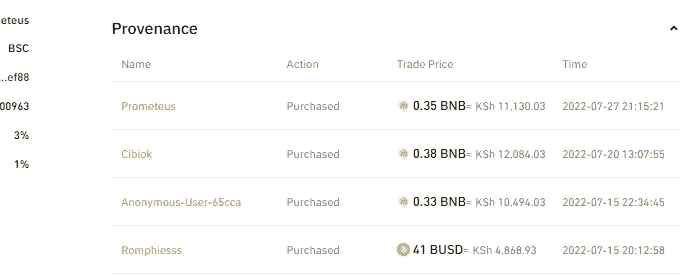 eteus
BSC
...ef88
00963
3%
1%
Provenance
Name Action Trade Price Time
Prometeus Purchased 0.35 BNB≈ KSh 11,130.03 2022-07-27 21:15:21
Cibiok Purchased 0.38 BNB≈ KSh 12,084.03 2022-07-20 13:07:55
Anonymous-User-65cca Purchased 0.33 BNB≈ KSh 10,494.03 2022-07-15 22:34:45
Romphiesss Purchased 41 BUSD≈ KSh 4,868.93 2022-07-15 20:12:58